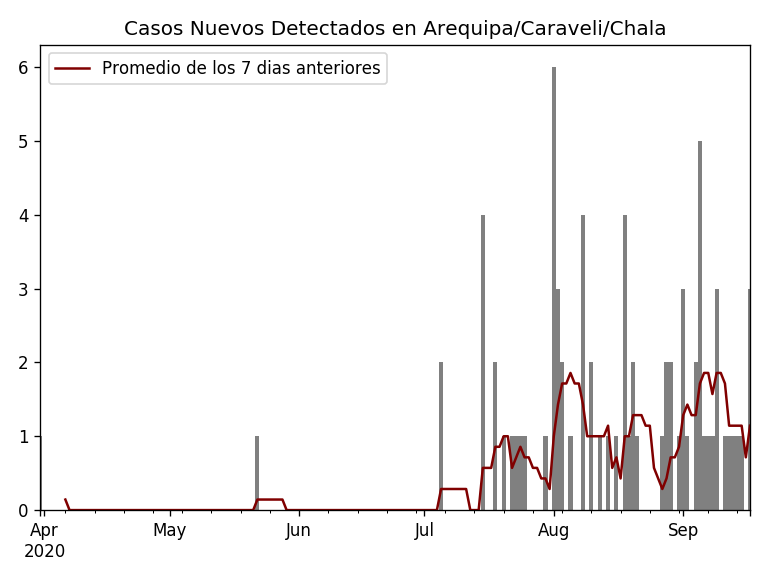 Casos Nuevos Detectados en Arequipa/Caraveli/Chala
Promedio de los 7 dias anteriores
6
5
4
3
2
1
0
Apr May Jun Jul Aug Sep
2020